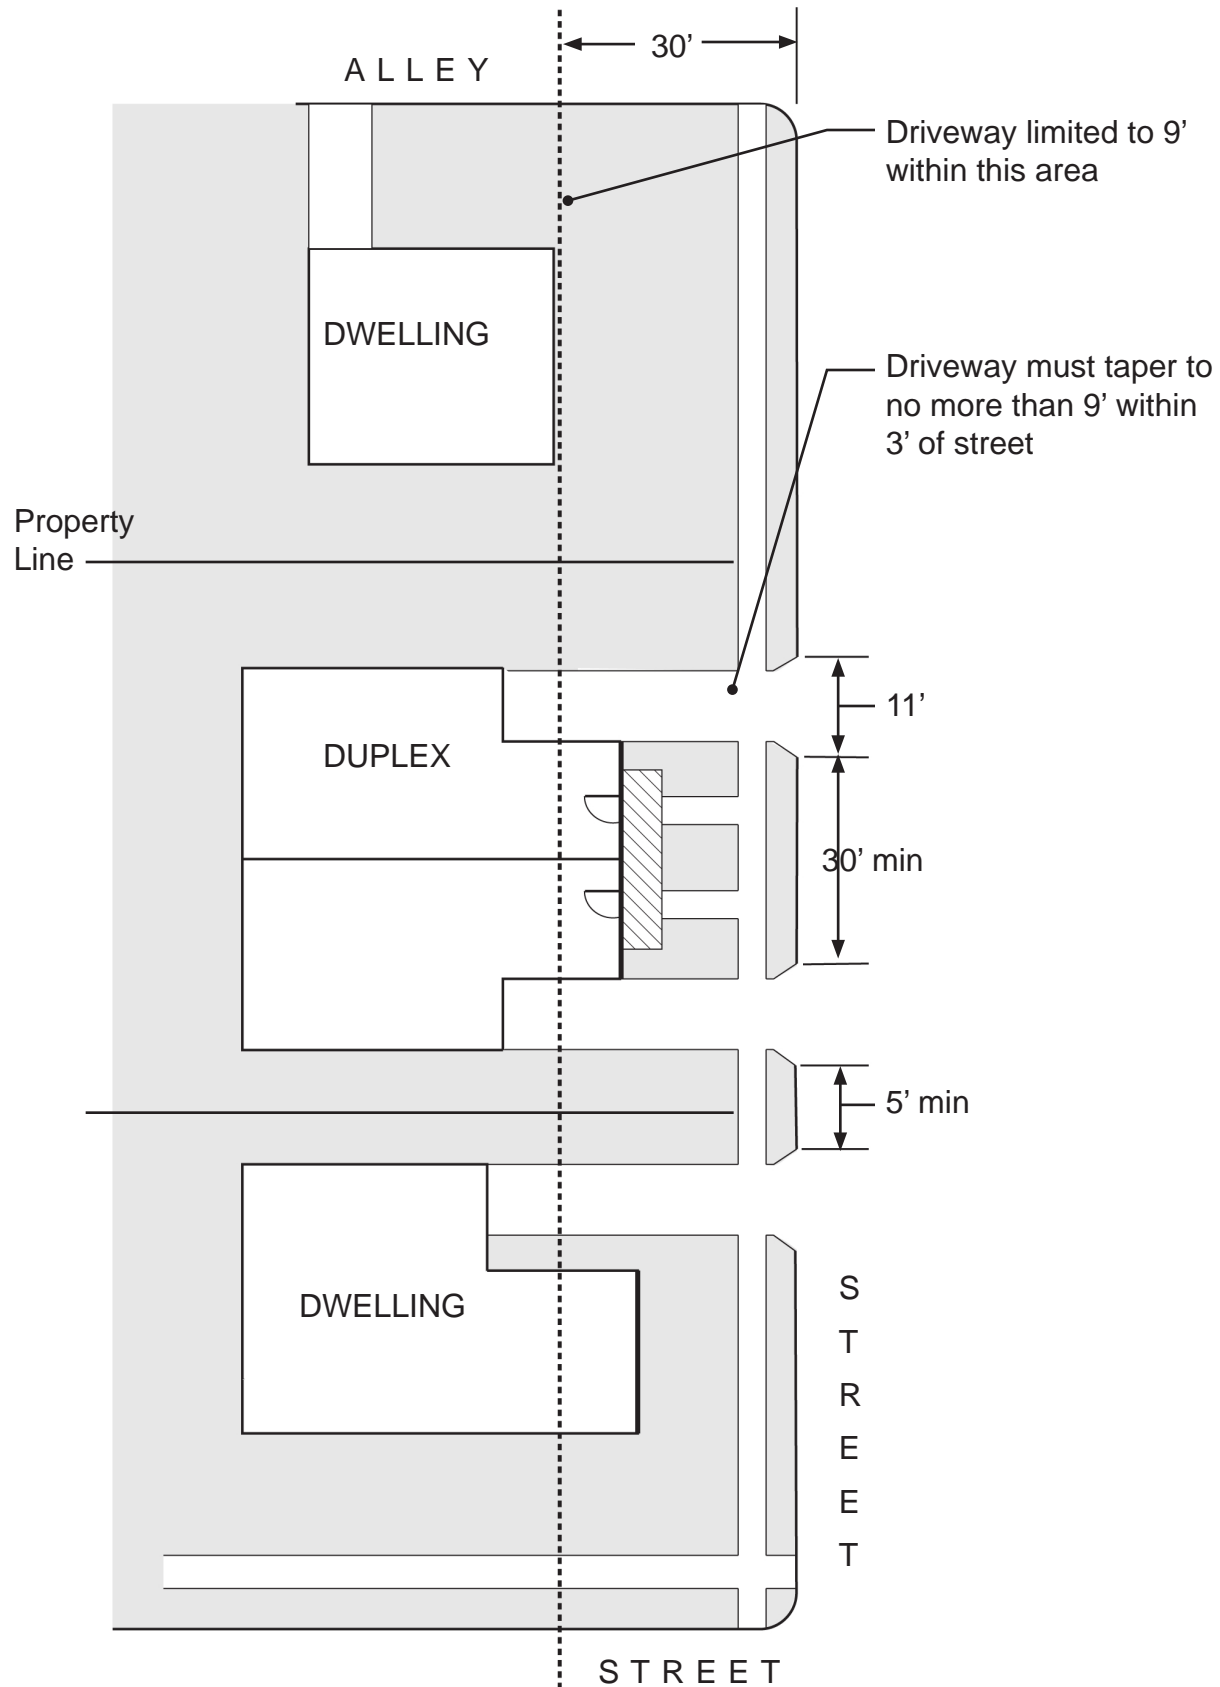 30’
A L L E Y
Driveway limited to 9’
within this area
DWELLING
Driveway must taper to
no more than 9’ within
3’ of street
Property
Line
11’
DUPLEX
30’ min
5’ min
DWELLING
S
T
R
E
E
T
S T R E E T